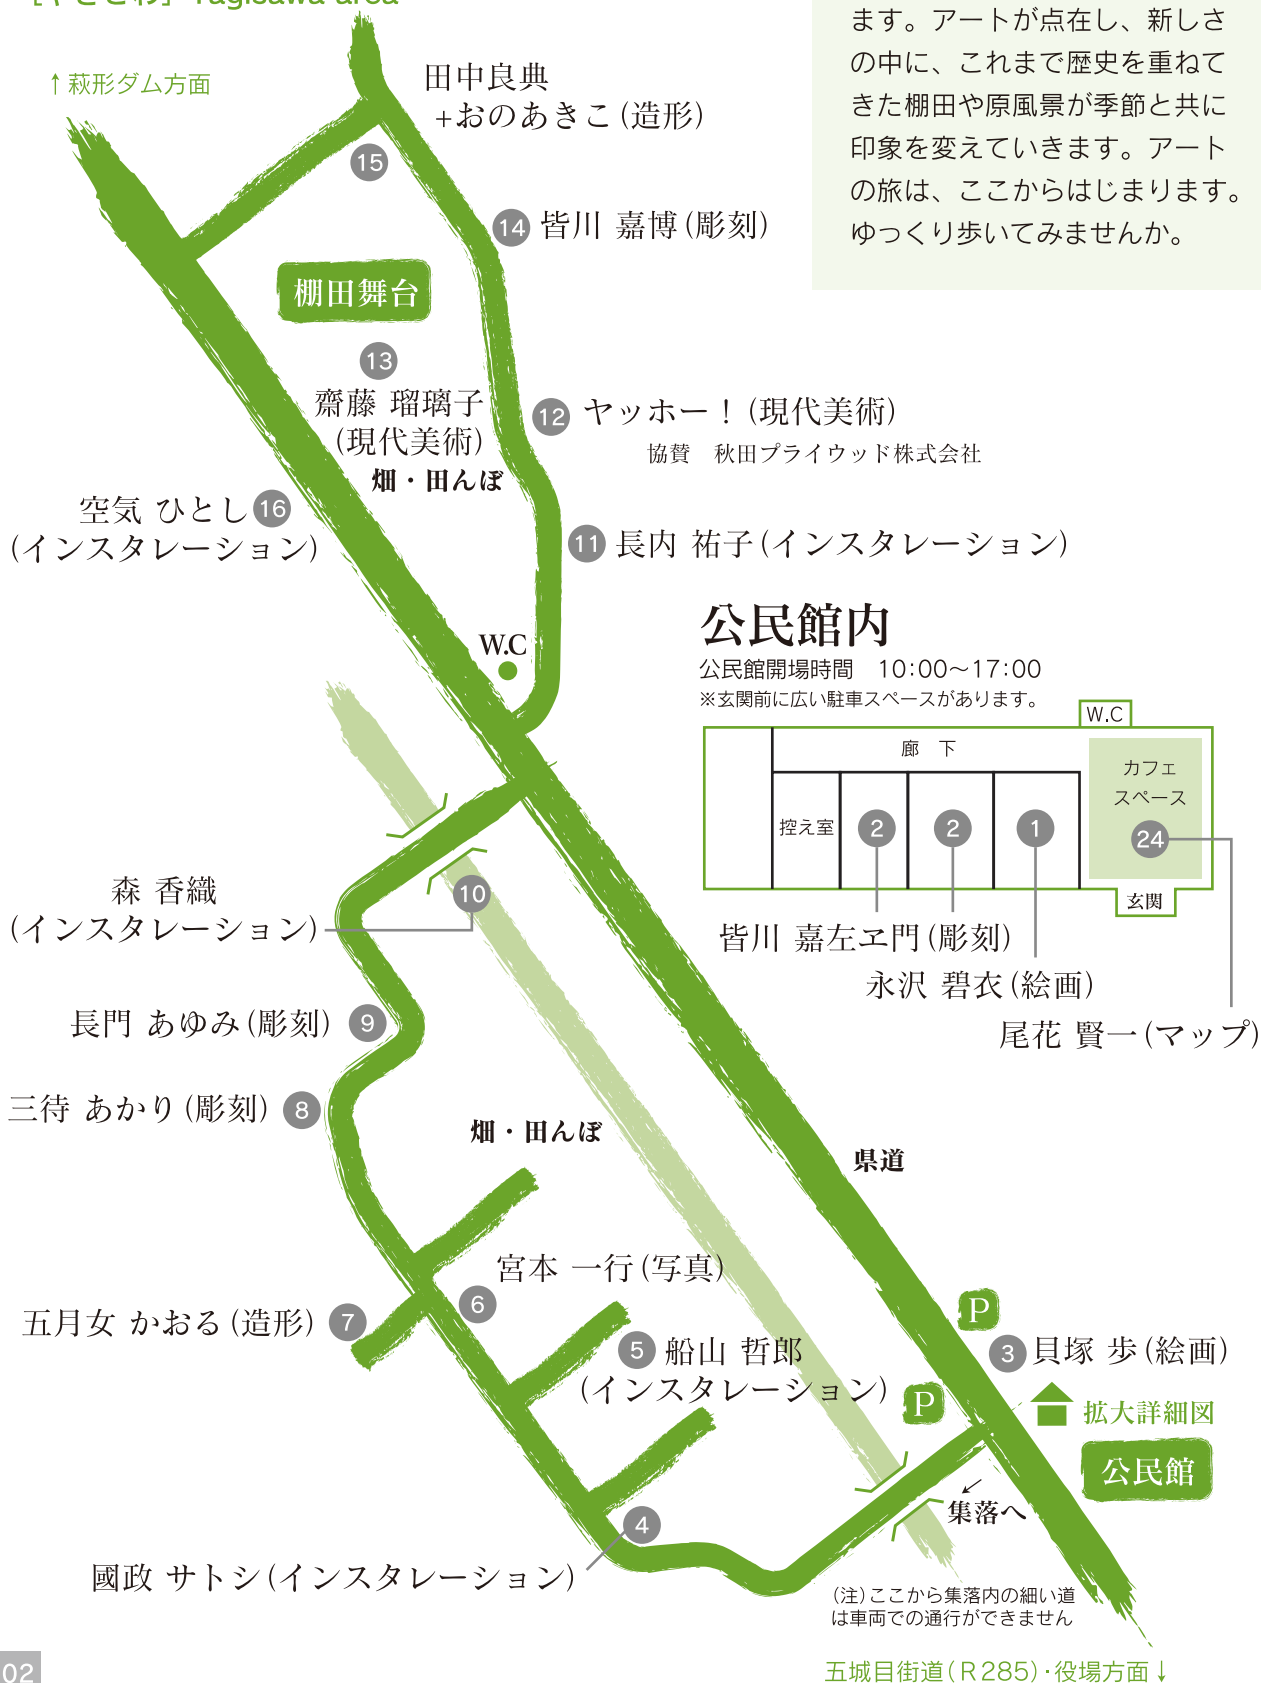 [やぎさわ] Yagisawa area
↑萩形ダム方面
ます。アートが点在し、新しさ
の中に、これまで歴史を重ねて
きた棚田や原風景が季節と共に
印象を変えていきます。アート
の旅は、ここからはじまります。
ゆっくり歩いてみませんか。
田中良典
+おのあきこ(造形)
15
14 皆川 嘉博(彫刻)
棚田舞台
13
齋藤 瑠璃子
(現代美術)
畑・田んぼ
12 ヤッホー！(現代美術)
協賛　秋田プライウッド株式会社
空気 ひとし 16
(インスタレーション)
11 長内 祐子(インスタレーション)
W.C
公民館内
公民館開場時間　10:00〜17:00
※玄関前に広い駐車スペースがあります。
W.C
廊　下
カフェ
スペース
控え室
2
2
1
24
玄関
皆川 嘉左ヱ門(彫刻)
永沢 碧衣(絵画)
尾花 賢一(マップ)
10
森 香織
(インスタレーション)
長門 あゆみ(彫刻) 9
三待 あかり(彫刻) 8
畑・田んぼ
県道
宮本 一行(写真)
6
五月女 かおる(造形) 7
P
3 貝塚 歩(絵画)
5 船山 哲郎
(インスタレーション)
P
拡大詳細図
公民館
集落へ
4
國政 サトシ(インスタレーション)
(注)ここから集落内の細い道
は車両での通行ができません
02
五城目街道(R285)・役場方面↓